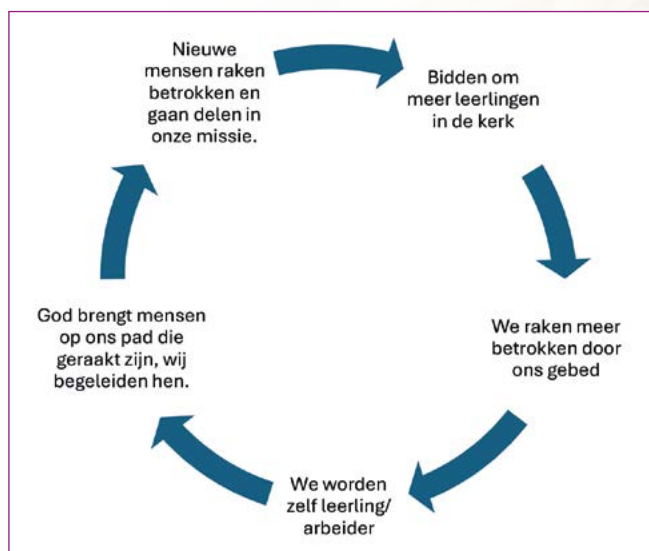 Nieuwe
mensen raken
betrokken en
gaan delen in
onze missie.
Bidden om
meer leerlingen
in de kerk
We raken meer
betrokken door
ons gebed
We worden
zelf leerling/
arbeider
God brengt mensen
op ons pad die
geraakt zijn, wij
begeleiden hen.